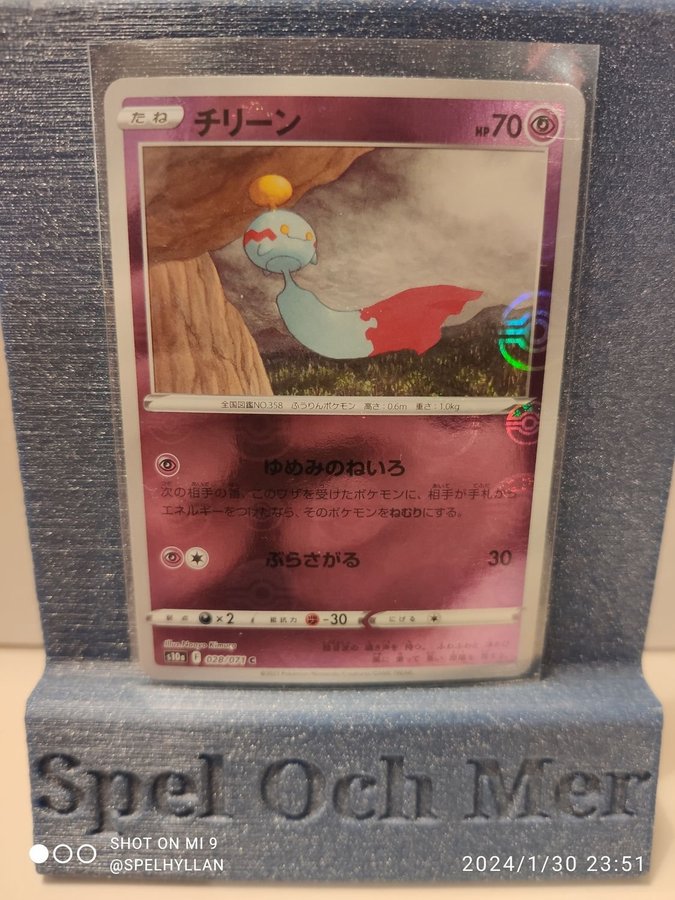 たね チリーン HP70
全国図鑑NO.358 ふうりんポケモン 高さ:0.6m 重さ:1.0kg
ゆめみのねいろ
次の相手の番、このワザを受けたポケモンに、相手が手札から
エネルギーをつけたなら、そのポケモンをねむりにする。
ぶらさがる 30
弱点 ×2 抵抗力 -30 にげる
Illus.Naoyo Kimura
s10a F 028/071 C
Spel Och Mer
SHOT ON MI 9
@SPELHYLLAN
2024/1/30 23:51